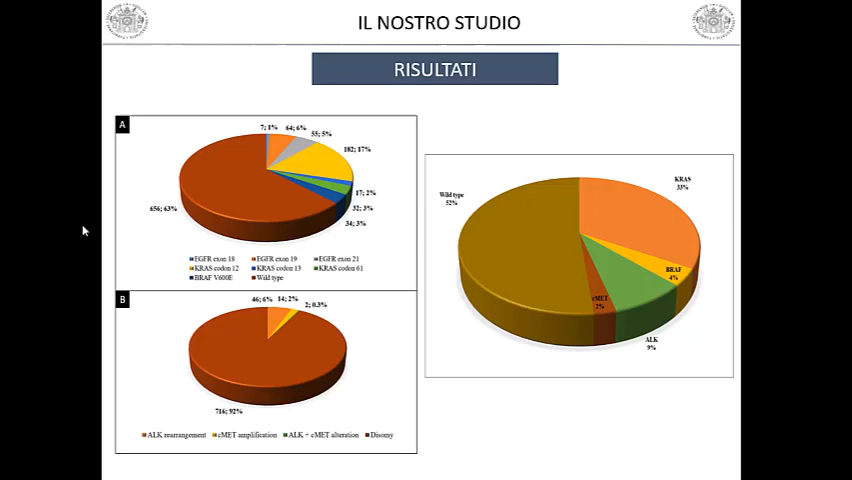 IL NOSTRO STUDIO
RISULTATI
A
7; 1%
64; 6%
55; 5%
182; 17%
17; 2%
32; 3%
34; 3%
656; 63%
EGFR exon 18 EGFR exon 19 EGFR exon 21
KRAS codon 12 KRAS codon 13 KRAS codon 61
BRAF V600E Wild type
B
46; 6%
14; 2%
2; 0.3%
716; 92%
ALK rearrangement cMET amplification ALK + cMET alteration Disomy
Wild type
52%
KRAS
33%
BRAF
4%
cMET
2%
ALK
9%